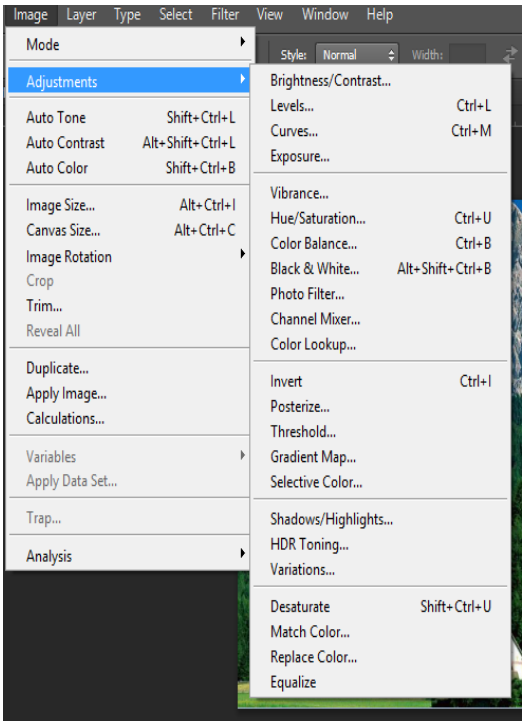 Image Layer Type Select Filter View Window Help
Style: Normal Width:
Mode
Adjustments
Auto Tone Shift+Ctrl+L
Auto Contrast Alt+Shift+Ctrl+L
Auto Color Shift+Ctrl+B
Image Size... Alt+Ctrl+I
Canvas Size... Alt+Ctrl+C
Image Rotation
Crop
Trim...
Reveal All
Duplicate...
Apply Image...
Calculations...
Variables
Apply Data Set...
Trap...
Analysis
Brightness/Contrast...
Levels... Ctrl+L
Curves... Ctrl+M
Exposure...
Vibrance...
Hue/Saturation... Ctrl+U
Color Balance... Ctrl+B
Black & White... Alt+Shift+Ctrl+B
Photo Filter...
Channel Mixer...
Color Lookup...
Invert Ctrl+I
Posterize...
Threshold...
Gradient Map...
Selective Color...
Shadows/Highlights...
HDR Toning...
Variations...
Desaturate Shift+Ctrl+U
Match Color...
Replace Color...
Equalize